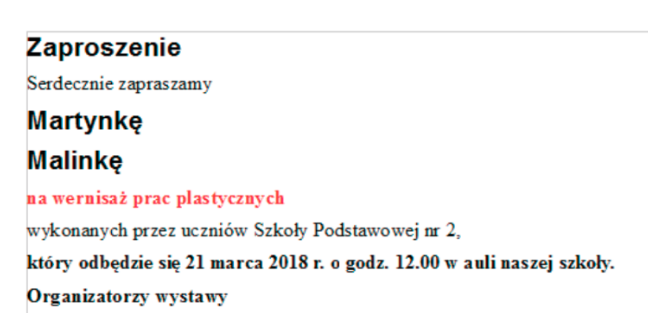 Zaproszenie
Serdecznie zapraszamy
Martynkę
Malinkę
na wernisaż prac plastycznych
wykonanych przez uczniów Szkoły Podstawowej nr 2,
który odbędzie się 21 marca 2018 r. o godz. 12.00 w auli naszej szkoły.
Organizatorzy wystawy